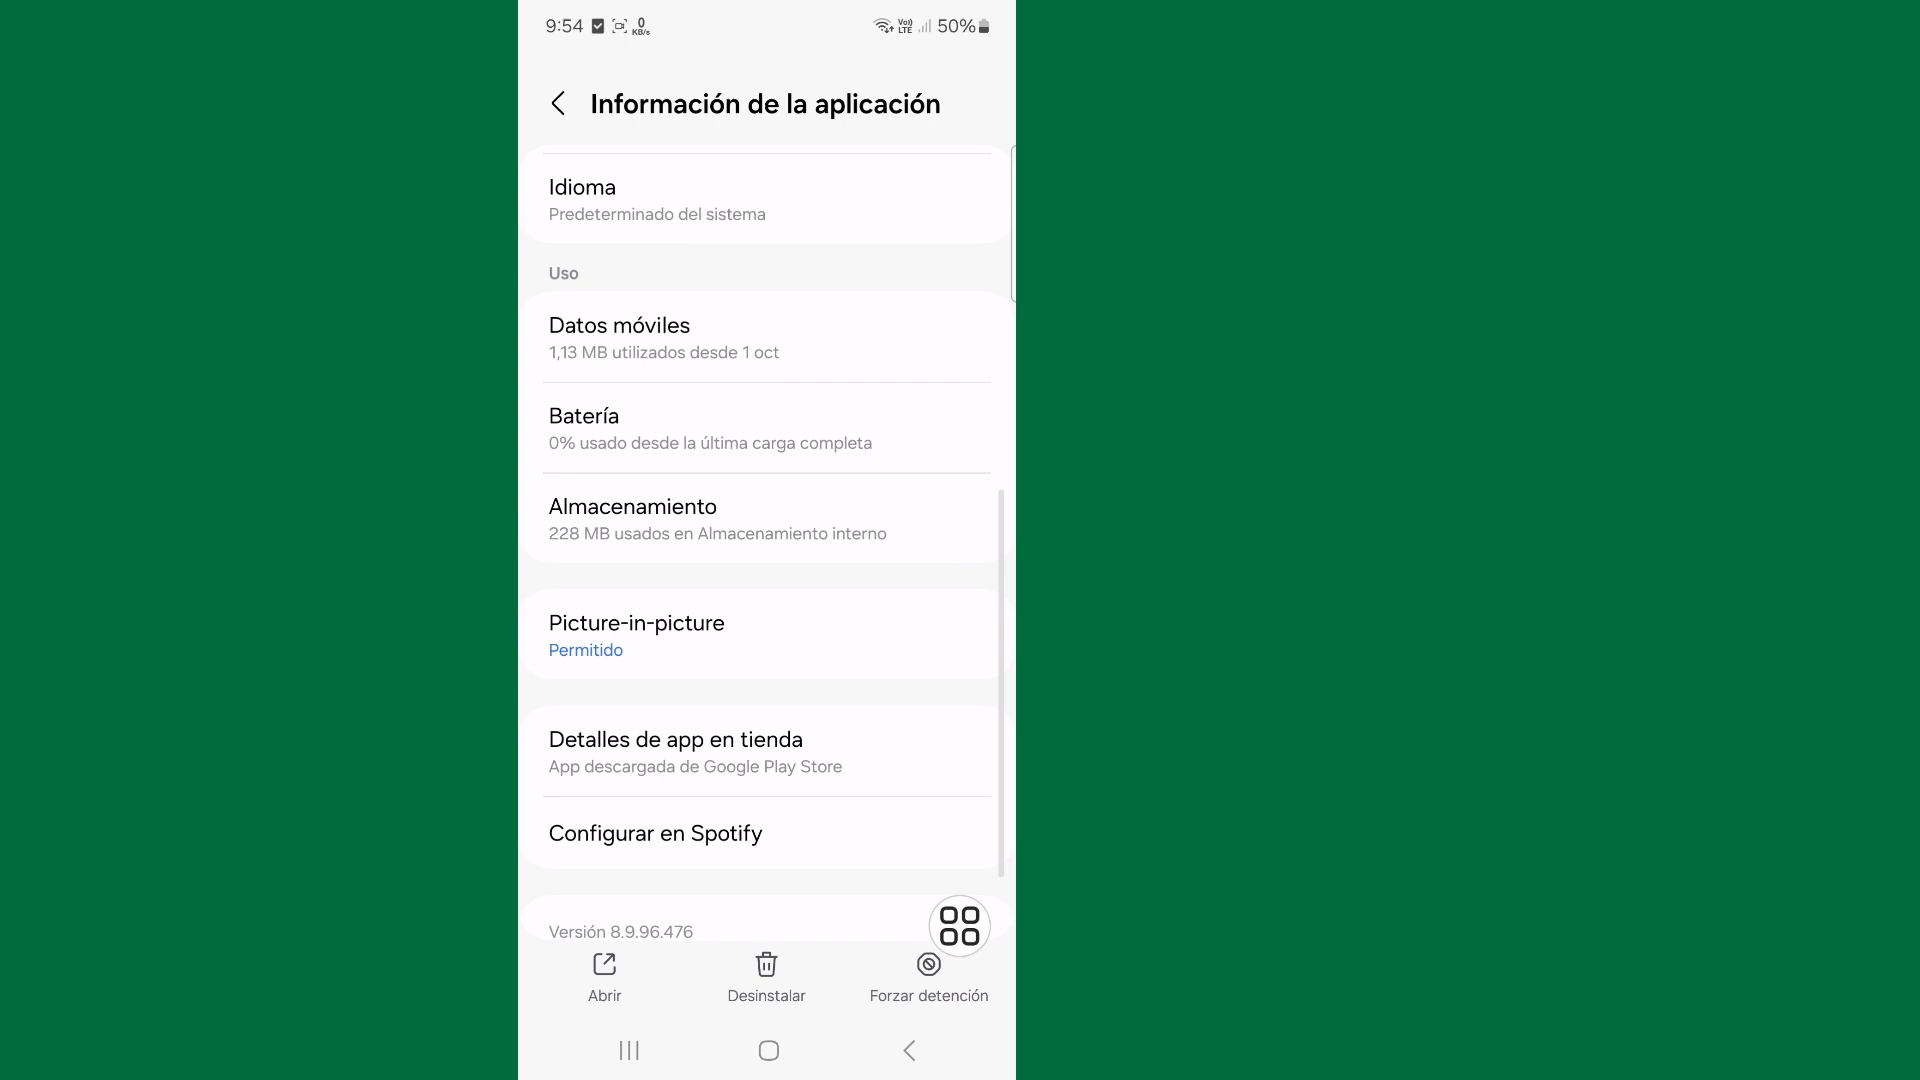 9:54 0 KB/s Vo)) LTE 50%
Información de la aplicación
Idioma
Predeterminado del sistema
Uso
Datos móviles
1,13 MB utilizados desde 1 oct
Batería
0% usado desde la última carga completa
Almacenamiento
228 MB usados en Almacenamiento interno
Picture-in-picture
Permitido
Detalles de app en tienda
App descargada de Google Play Store
Configurar en Spotify
Versión 8.9.96.476
Abrir Desinstalar Forzar detención